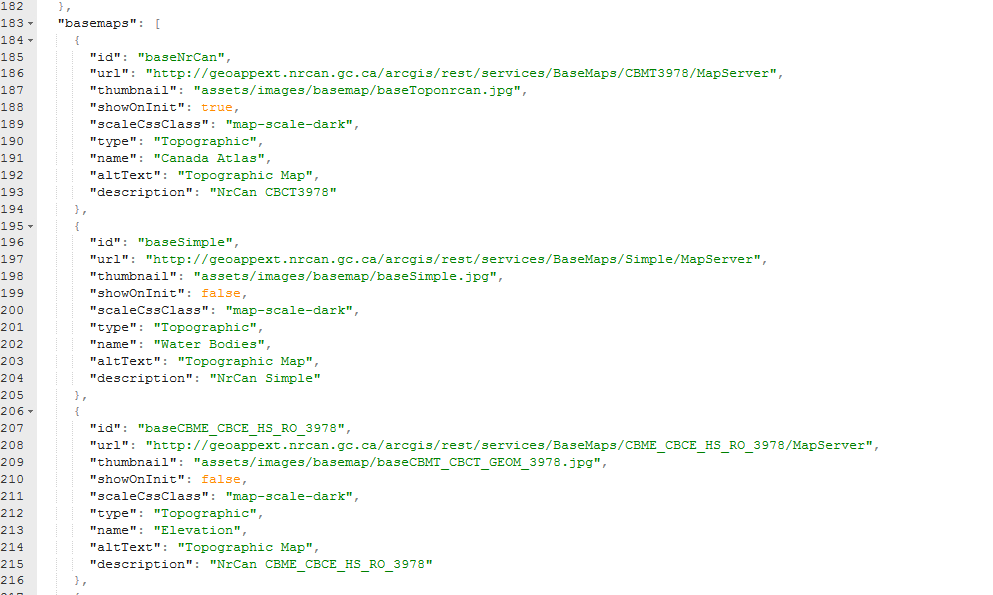 182 },
183 "basemaps": [
184 {
185 "id": "baseNrCan",
186 "url": "http://geoappext.nrcan.gc.ca/arcgis/rest/services/BaseMaps/CBMT3978/MapServer",
187 "thumbnail": "assets/images/basemap/baseToponrcan.jpg",
188 "showOnInit": true,
189 "scaleCssClass": "map-scale-dark",
190 "type": "Topographic",
191 "name": "Canada Atlas",
192 "altText": "Topographic Map",
193 "description": "NrCan CBCT3978"
194 },
195 {
196 "id": "baseSimple",
197 "url": "http://geoappext.nrcan.gc.ca/arcgis/rest/services/BaseMaps/Simple/MapServer",
198 "thumbnail": "assets/images/basemap/baseSimple.jpg",
199 "showOnInit": false,
200 "scaleCssClass": "map-scale-dark",
201 "type": "Topographic",
202 "name": "Water Bodies",
203 "altText": "Topographic Map",
204 "description": "NrCan Simple"
205 },
206 {
207 "id": "baseCBME_CBCE_HS_RO_3978",
208 "url": "http://geoappext.nrcan.gc.ca/arcgis/rest/services/BaseMaps/CBME_CBCE_HS_RO_3978/MapServer",
209 "thumbnail": "assets/images/basemap/baseCBMT_CBCT_GEOM_3978.jpg",
210 "showOnInit": false,
211 "scaleCssClass": "map-scale-dark",
212 "type": "Topographic",
213 "name": "Elevation",
214 "altText": "Topographic Map",
215 "description": "NrCan CBME_CBCE_HS_RO_3978"
216 },